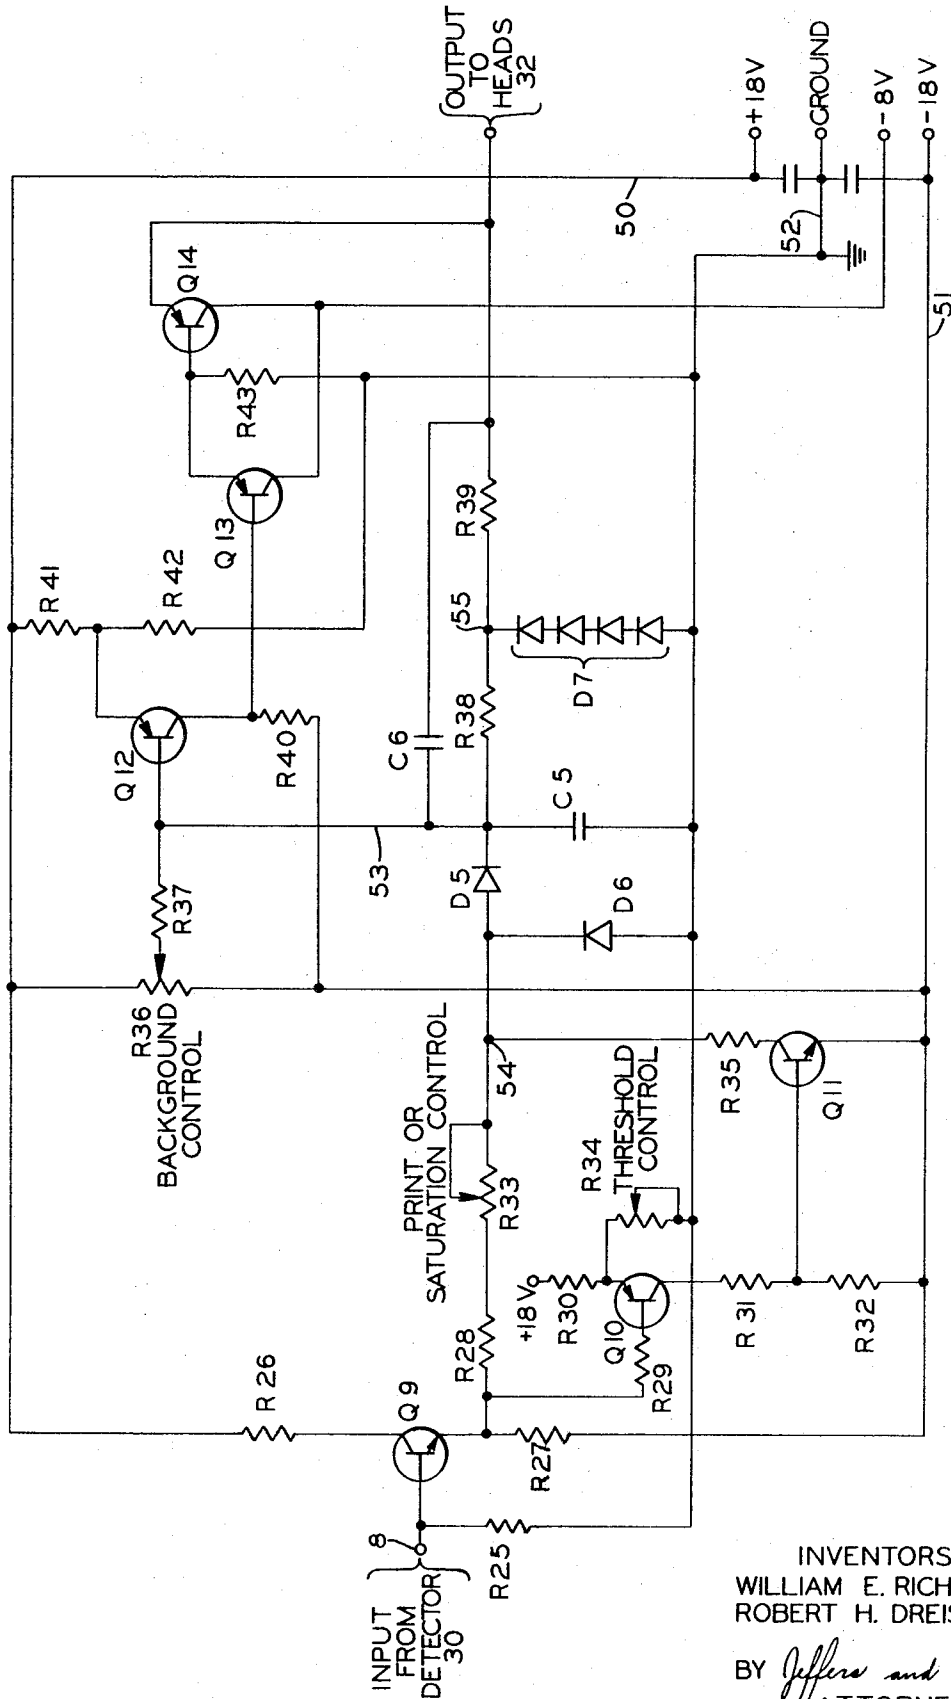 INPUT
FROM
DETECTOR
30
8
R25
Q9
R26
R27
R28
R29
+18V
R30
Q10
R31
R32
R33
PRINT OR
SATURATION CONTROL
R34
THRESHOLD
CONTROL
54
R35
Q11
R36
BACKGROUND
CONTROL
R37
D5
D6
53
C5
C6
Q12
R40
R38
55
D7
R39
R41
R42
Q13
R43
Q14
OUTPUT
TO
HEADS
32
50
52
51
+18V
GROUND
-8V
-18V
INVENTORS
WILLIAM E.
ROBERT H.
BY Jeffers and